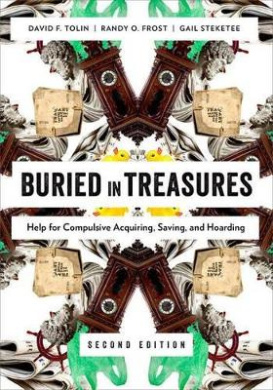 DAVID F. TOLIN | RANDY O. FROST | GAIL STEKETEE
BURIED IN TREASURES
Help for Compulsive Acquiring, Saving, and Hoarding
SECOND EDITION